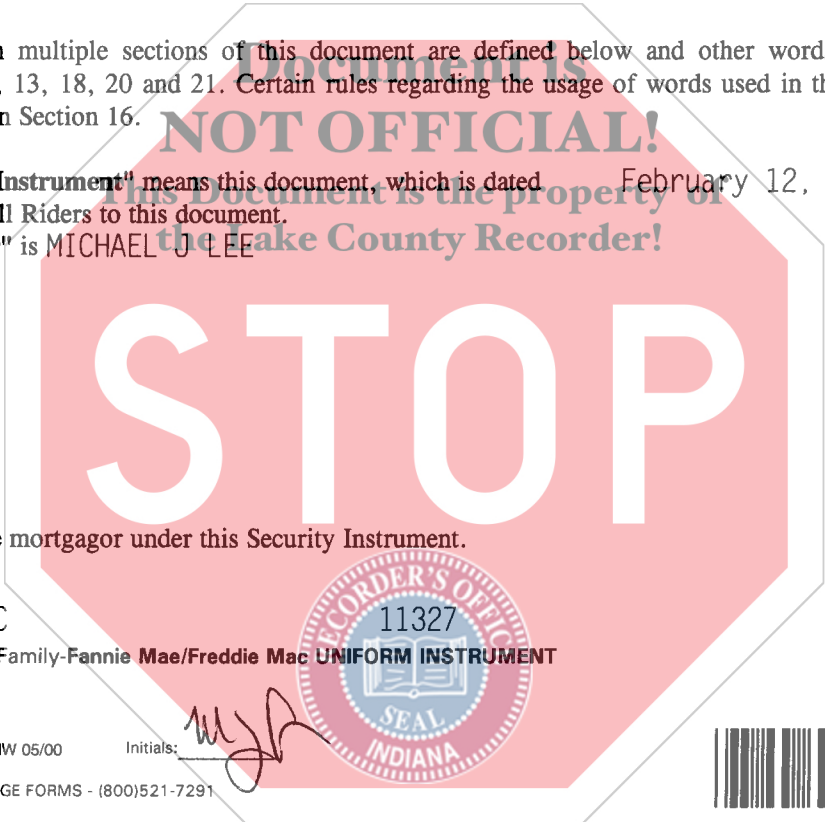 multiple sections of this document are defined below and other word
Document is
, 13, 18, 20 and 21. Certain rules regarding the usage of words used in th
n Section 16.
NOT OFFICIAL!
Instrument" means this document, which is dated February 12,
This Document is the property of
ll Riders to this document.
" is MICHAEL J LEE
the Lake County Recorder!
STOP
mortgagor under this Security Instrument.
RECORDER'S OFFICE
11327
Family-Fannie Mae/Freddie Mac UNIFORM INSTRUMENT
SEAL
INDIANA
W 05/00 Initials: MJL
GE FORMS - (800)521-7291